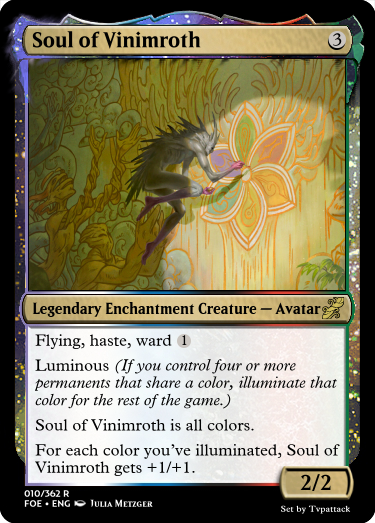 Soul of Vinimroth
3
Legendary Enchantment Creature — Avatar
Flying, haste, ward 1
Luminous (If you control four or more
permanents that share a color, illuminate that
color for the rest of the game.)
Soul of Vinimroth is all colors.
For each color you've illuminated, Soul of
Vinimroth gets +1/+1.
2/2
010/362 R
FOE • ENG Julia Metzger
Set by Tvpattack